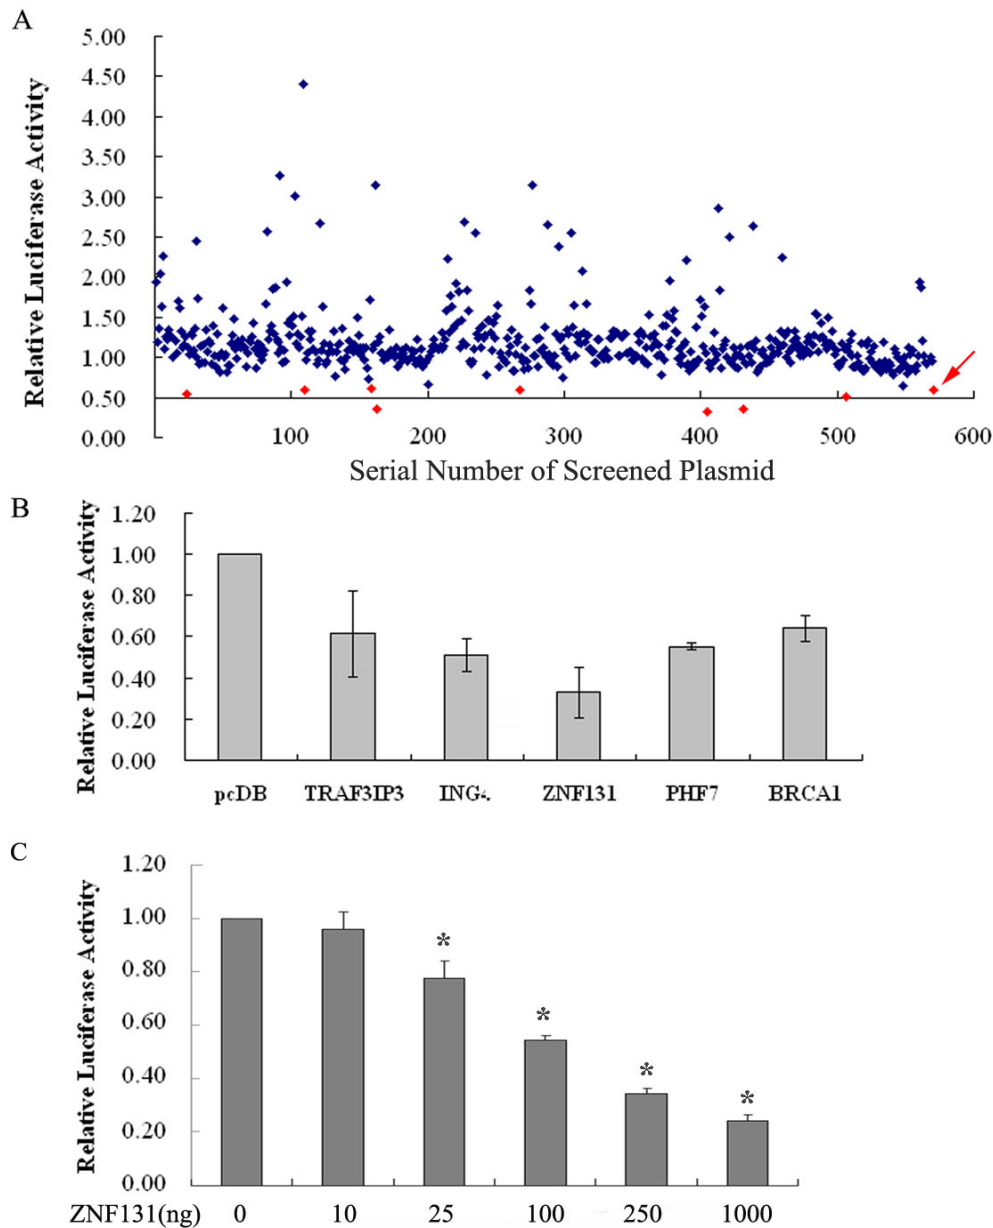 A
Relative Luciferase Activity
5.00
4.50
4.00
3.50
3.00
2.50
2.00
1.50
1.00
0.50
0.00
100 200 300 400 500 600
Serial Number of Screened Plasmid
B
Relative Luciferase Activity
1.20
1.00
0.80
0.60
0.40
0.20
0.00
pcDB TRAF3IP3 ING4 ZNF131 PHF7 BRCA1
C
Relative Luciferase Activity
1.20
1.00
0.80
0.60
0.40
0.20
0.00
* * * *
ZNF131(ng) 0 10 25 100 250 1000